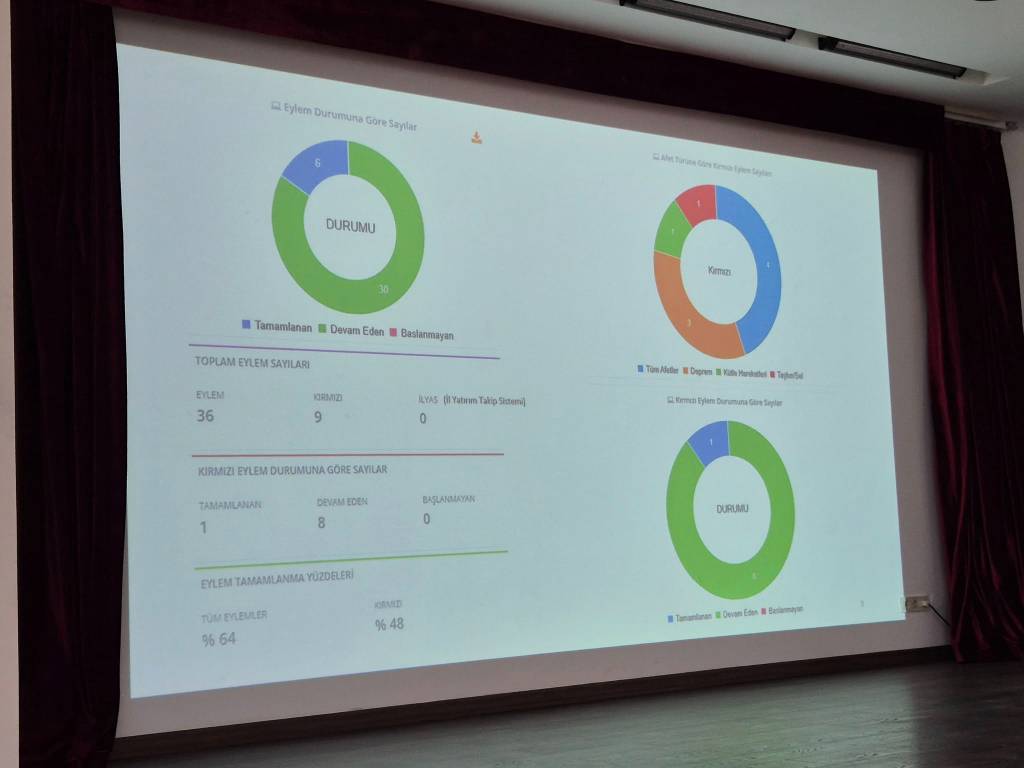 Eylem Durumuna Göre Sayılar
6
DURUMU
30
Tamamlanan Devam Eden Baslanmayan
TOPLAM EYLEM SAYILARI
EYLEM KIRMIZI İLYAS (İl Yatırım Takip Sistemi)
36 9 0
KIRMIZI EYLEM DURUMUNA GÖRE SAYILAR
TAMAMLANAN DEVAM EDEN BAŞLANMAYAN
1 8 0
EYLEM TAMAMLANMA YÜZDELERİ
TÜM EYLEMLER KIRMIZI
% 64 % 48
Afet Türüne Göre Kırmızı Eylem Sayıları
1
1
4
Kırmızı
3
Tüm Afetler Deprem Kütle Hareketleri Taşkın/Sel
Kırmızı Eylem Durumuna Göre Sayılar
1
DURUMU
8
Tamamlanan Devam Eden Baslanmayan